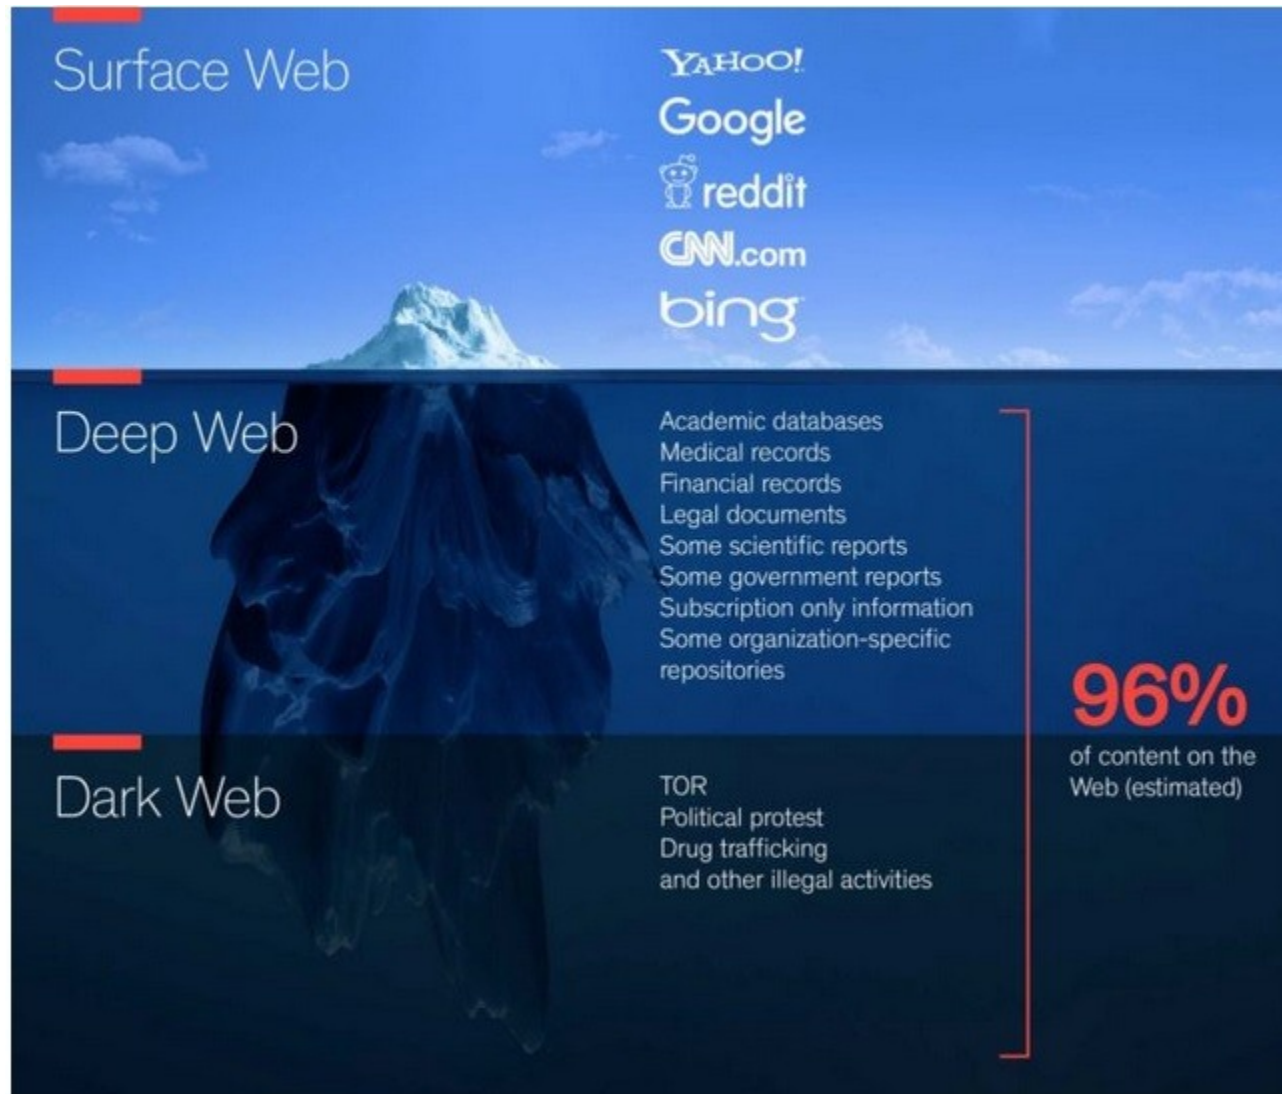 Surface Web
YAHOO!
Google
reddit
CNN.com
bing
Deep Web
Academic databases
Medical records
Financial records
Legal documents
Some scientific reports
Some government reports
Subscription only information
Some organization-specific
repositories
96%
of content on the
Web (estimated)
Dark Web
TOR
Political protest
Drug trafficking
and other illegal activities